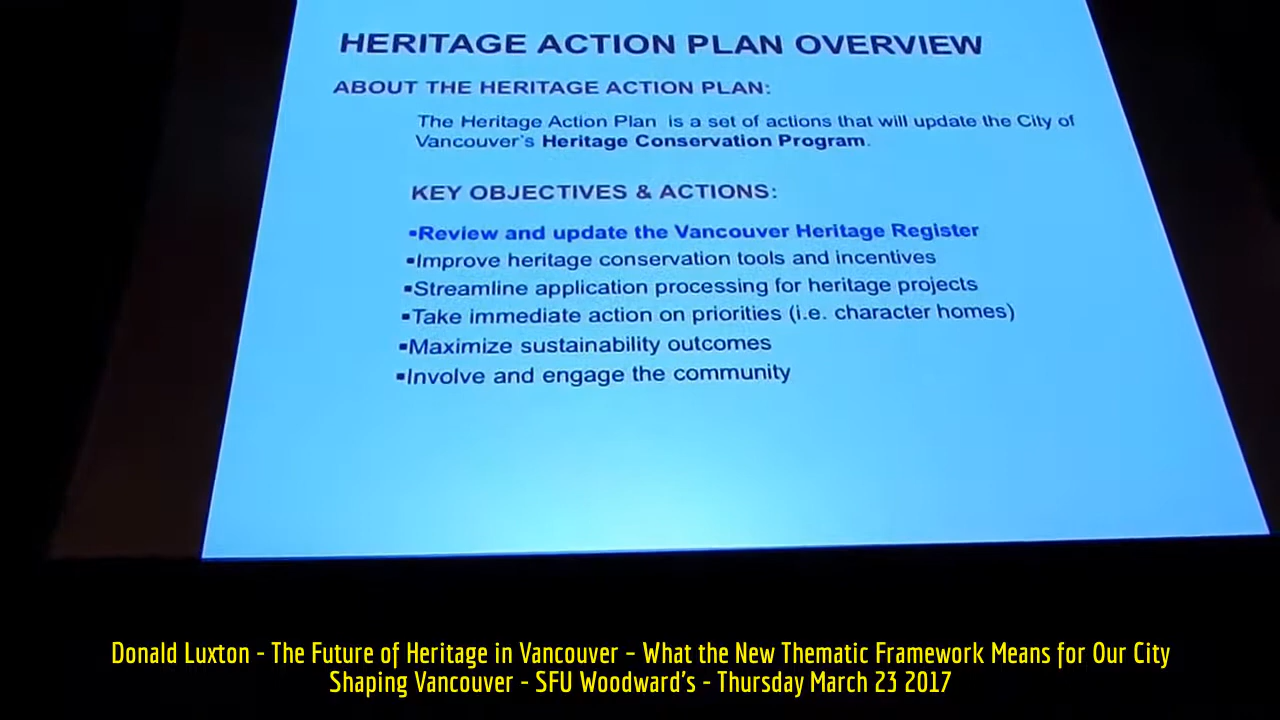 HERITAGE ACTION PLAN OVERVIEW
ABOUT THE HERITAGE ACTION PLAN:
The Heritage Action Plan is a set of actions that will update the City of
Vancouver's Heritage Conservation Program.
KEY OBJECTIVES & ACTIONS:
▪Review and update the Vancouver Heritage Register
▪Improve heritage conservation tools and incentives
▪Streamline application processing for heritage projects
▪Take immediate action on priorities (i.e. character homes)
▪Maximize sustainability outcomes
▪Involve and engage the community
Donald Luxton - The Future of Heritage in Vancouver – What the New Thematic Framework Means for Our City
Shaping Vancouver - SFU Woodward's - Thursday March 23 2017